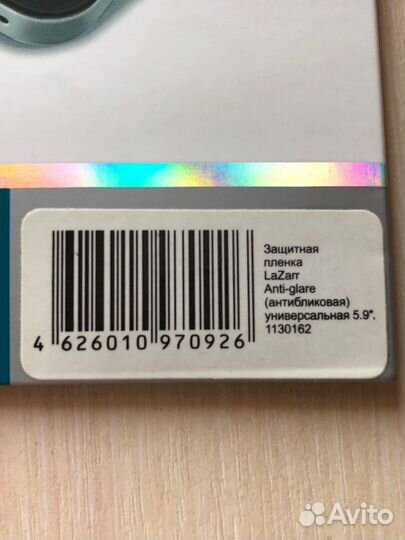 Защитная
пленка
LaZarr
Anti-glare
(антибликовая)
универсальная 5.9",
1130162
4 626010 970926
Avito